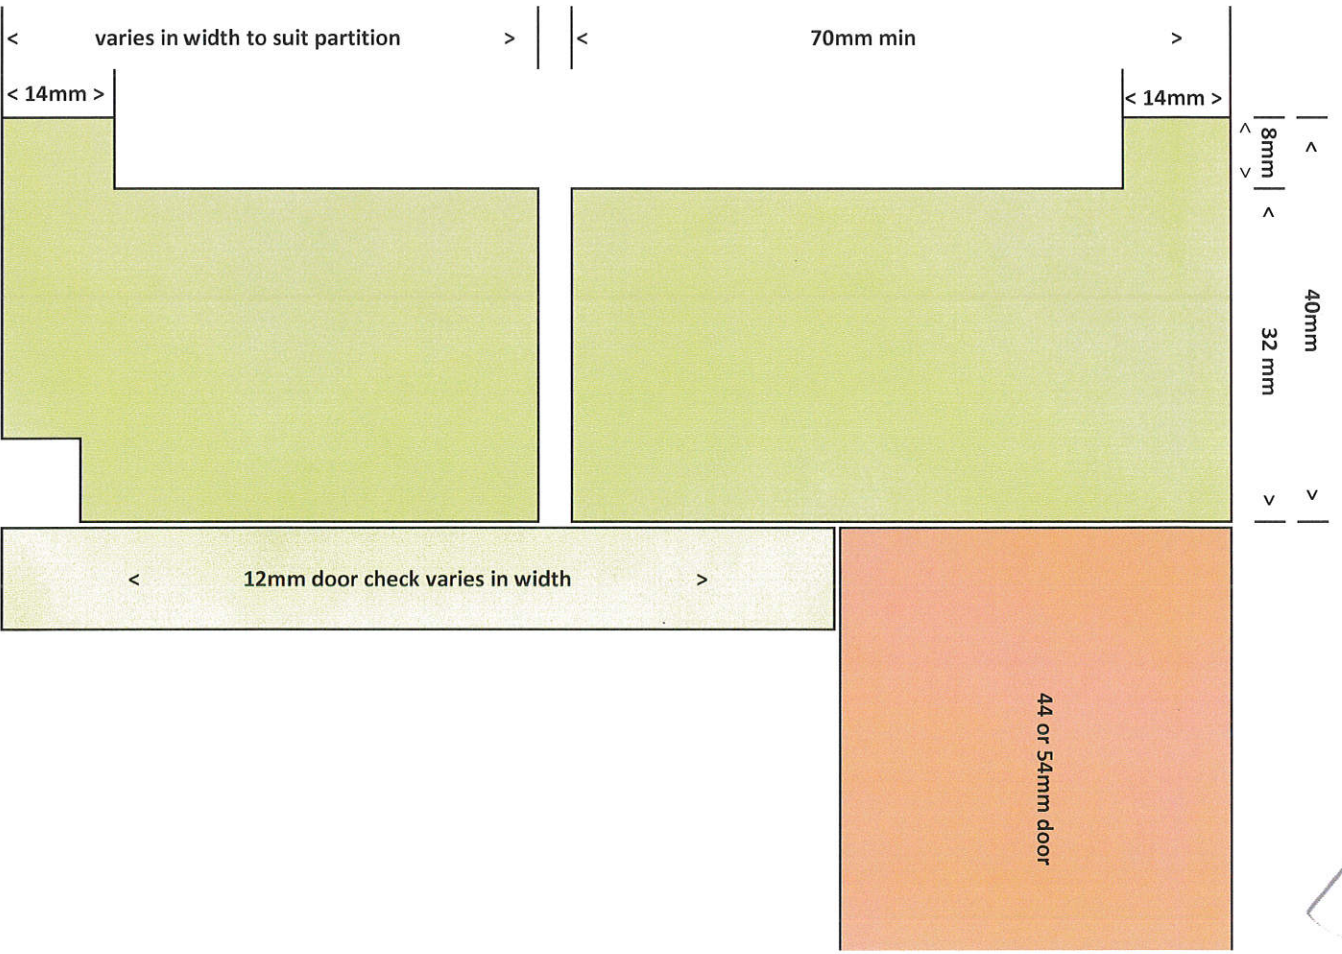 < varies in width to suit partition >
< 70mm min >
< 14mm >
< 14mm >
< 8mm >
< 32 mm >
< 40mm >
< 12mm door check varies in width >
44 or 54mm door